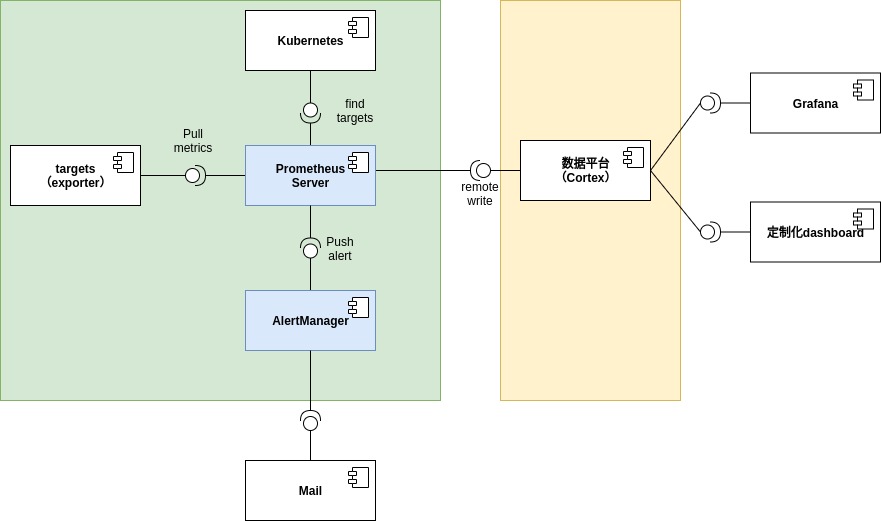 Kubernetes
find
targets
Pull
metrics
targets
（exporter）
Prometheus
Server
remote
write
数据平台
（Cortex）
Grafana
定制化dashboard
Push
alert
AlertManager
Mail